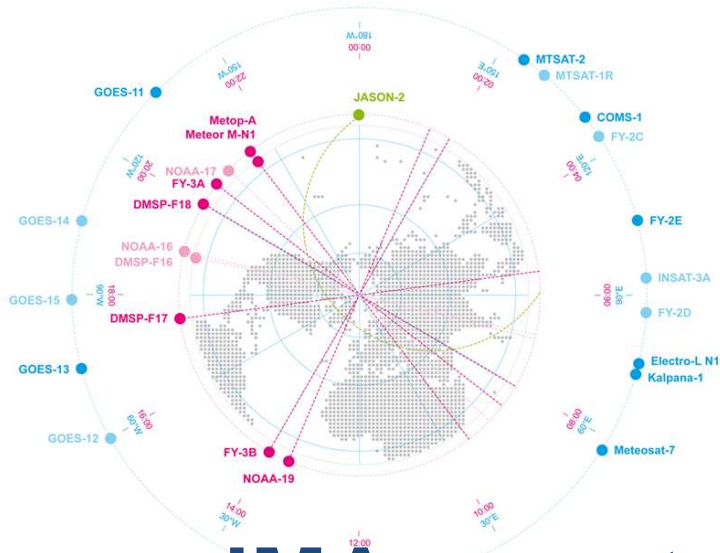 180°W
00:00
150°W
22:00
150°E
02:00
MTSAT-2
MTSAT-1R
GOES-11
JASON-2
COMS-1
FY-2C
Metop-A
Meteor M-N1
120°W
20:00
120°E
04:00
NOAA-17
FY-3A
DMSP-F18
GOES-14
FY-2E
NOAA-16
DMSP-F16
INSAT-3A
GOES-15
90°W
18:00
06:00
90°E
FY-2D
DMSP-F17
GOES-13
Electro-L N1
Kalpana-1
60°W
16:00
08:00
60°E
GOES-12
Meteosat-7
FY-3B
NOAA-19
14:00
30°W
10:00
30°E
12:00